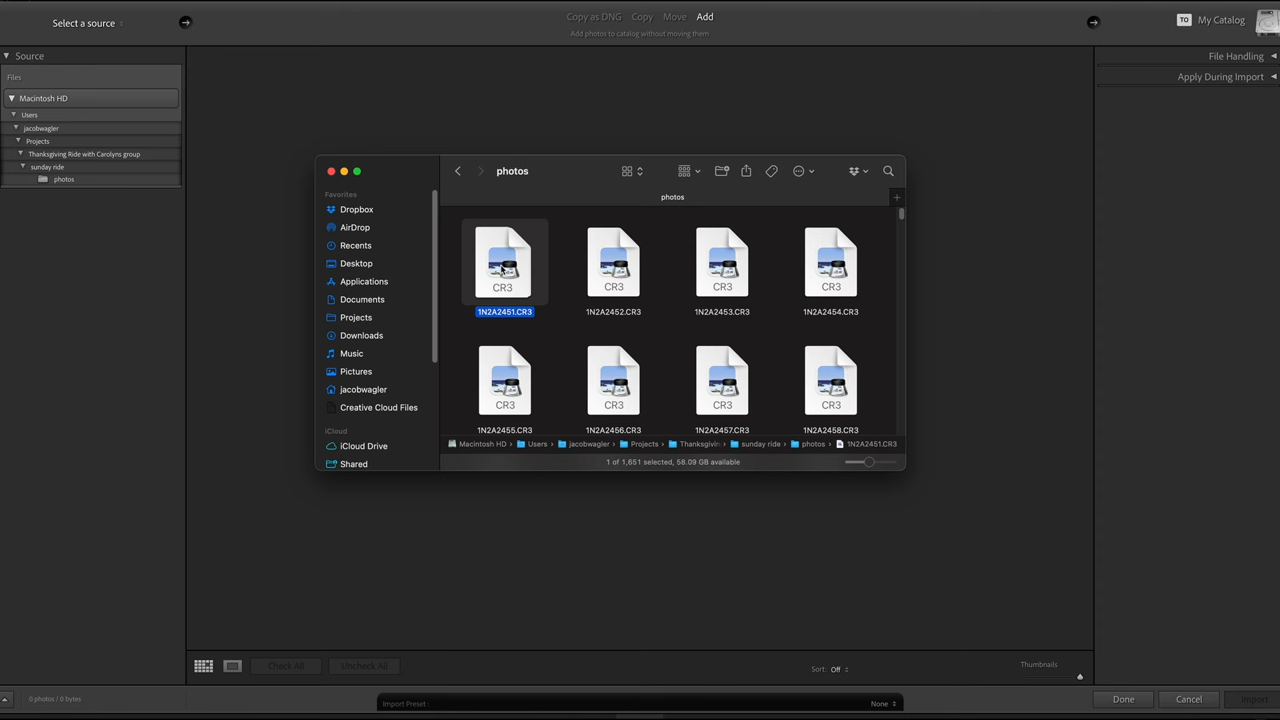 Select a source
Copy as DNG Copy Move Add
Add photos to catalog without moving them
TO My Catalog
Source
Files
Macintosh HD
Users
jacobwagler
Projects
Thanksgiving Ride with Carolyns group
sunday ride
photos
File Handling
Apply During Import
photos
photos
Favorites
Dropbox
AirDrop
Recents
Desktop
Applications
Documents
Projects
Downloads
Music
Pictures
jacobwagler
Creative Cloud Files
iCloud
iCloud Drive
Shared
CR3
1N2A2451.CR3 1N2A2452.CR3 1N2A2453.CR3 1N2A2454.CR3
CR3 CR3 CR3 CR3
1N2A2455.CR3 1N2A2456.CR3 1N2A2457.CR3 1N2A2458.CR3
CR3 CR3 CR3
Macintosh HD Users jacobwagler Projects Thanksgivin sunday ride photos 1N2A2451.CR3
1 of 1,651 selected, 58.09 GB available
Check All Uncheck All
Sort: Off
Thumbnails
0 photos / 0 bytes
Import Preset: None
Done Cancel Import